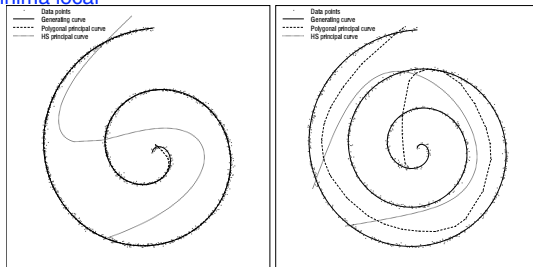 Data points
Generating curve
Polygonal principal curve
HS principal curve
Data points
Generating curve
Polygonal principal curve
HS principal curve